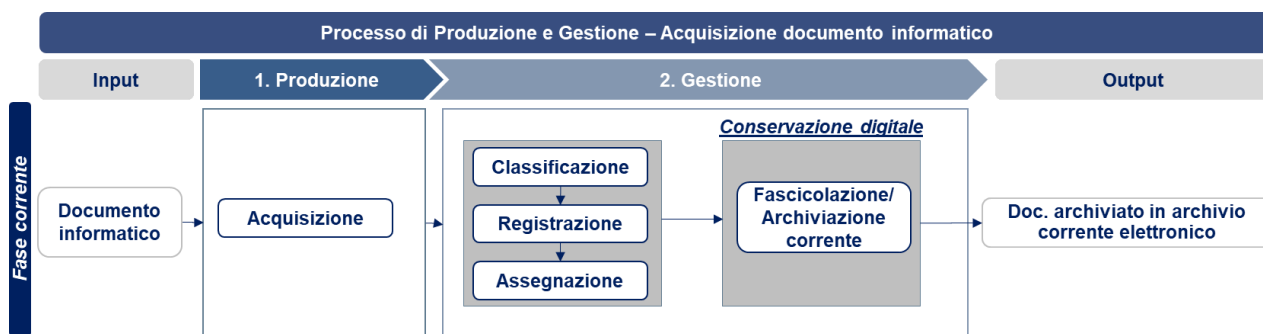 Processo di Produzione e Gestione – Acquisizione documento informatico
Input
1. Produzione
2. Gestione
Output
Fase corrente
Documento
informatico
Acquisizione
Classificazione
Registrazione
Assegnazione
Conservazione digitale
Fascicolazione/
Archiviazione
corrente
Doc. archiviato in archivio
corrente elettronico